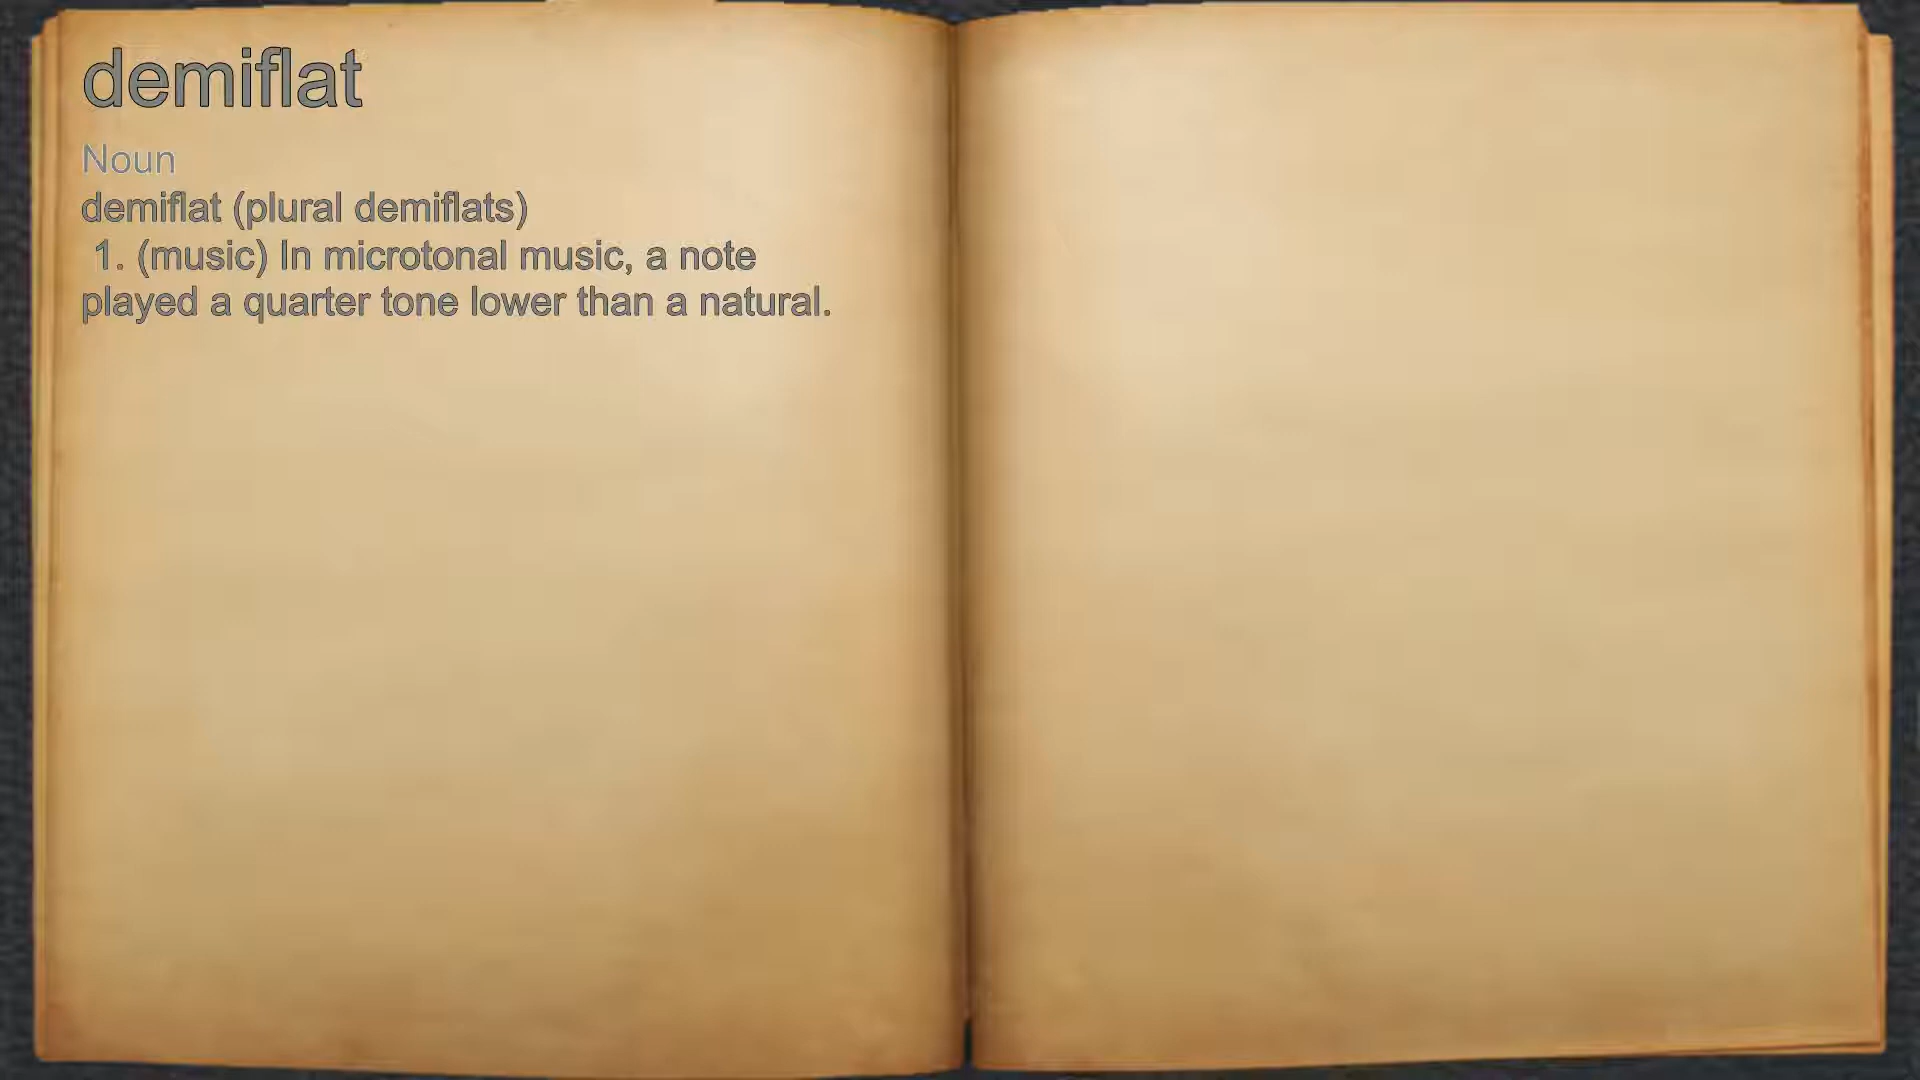 demiflat
Noun
demiflat (plural demiflats)
1. (music) In microtonal music, a note
played a quarter tone lower than a natural.